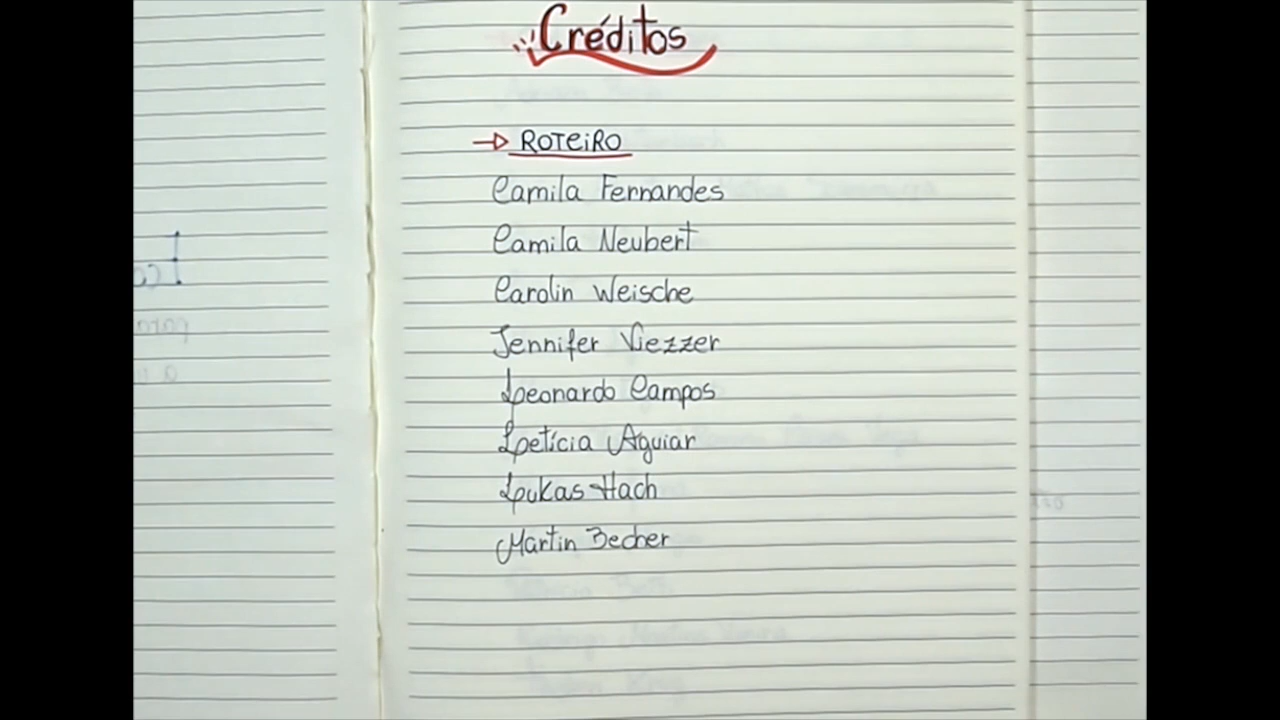 Créditos
ROTEIRO
Camila Fernandes
Camila Neubert
Carolin Weische
Jennifer Viezzer
Leonardo Campos
Letícia Aguiar
Lukas Hach
Martin Becher